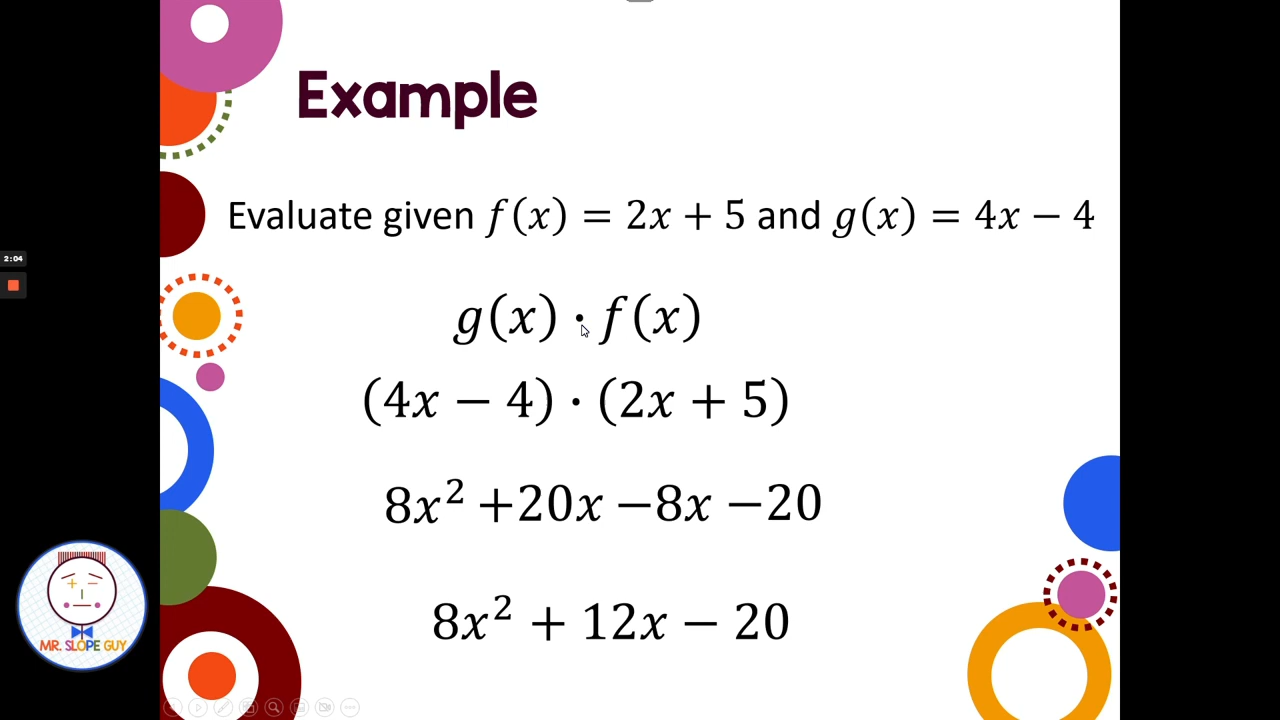 Example
Evaluate given f(x) = 2x + 5 and g(x) = 4x − 4
2:04
g(x) · f(x)
(4x − 4) · (2x + 5)
8x² +20x −8x −20
8x² + 12x − 20
MR. SLOPE GUY